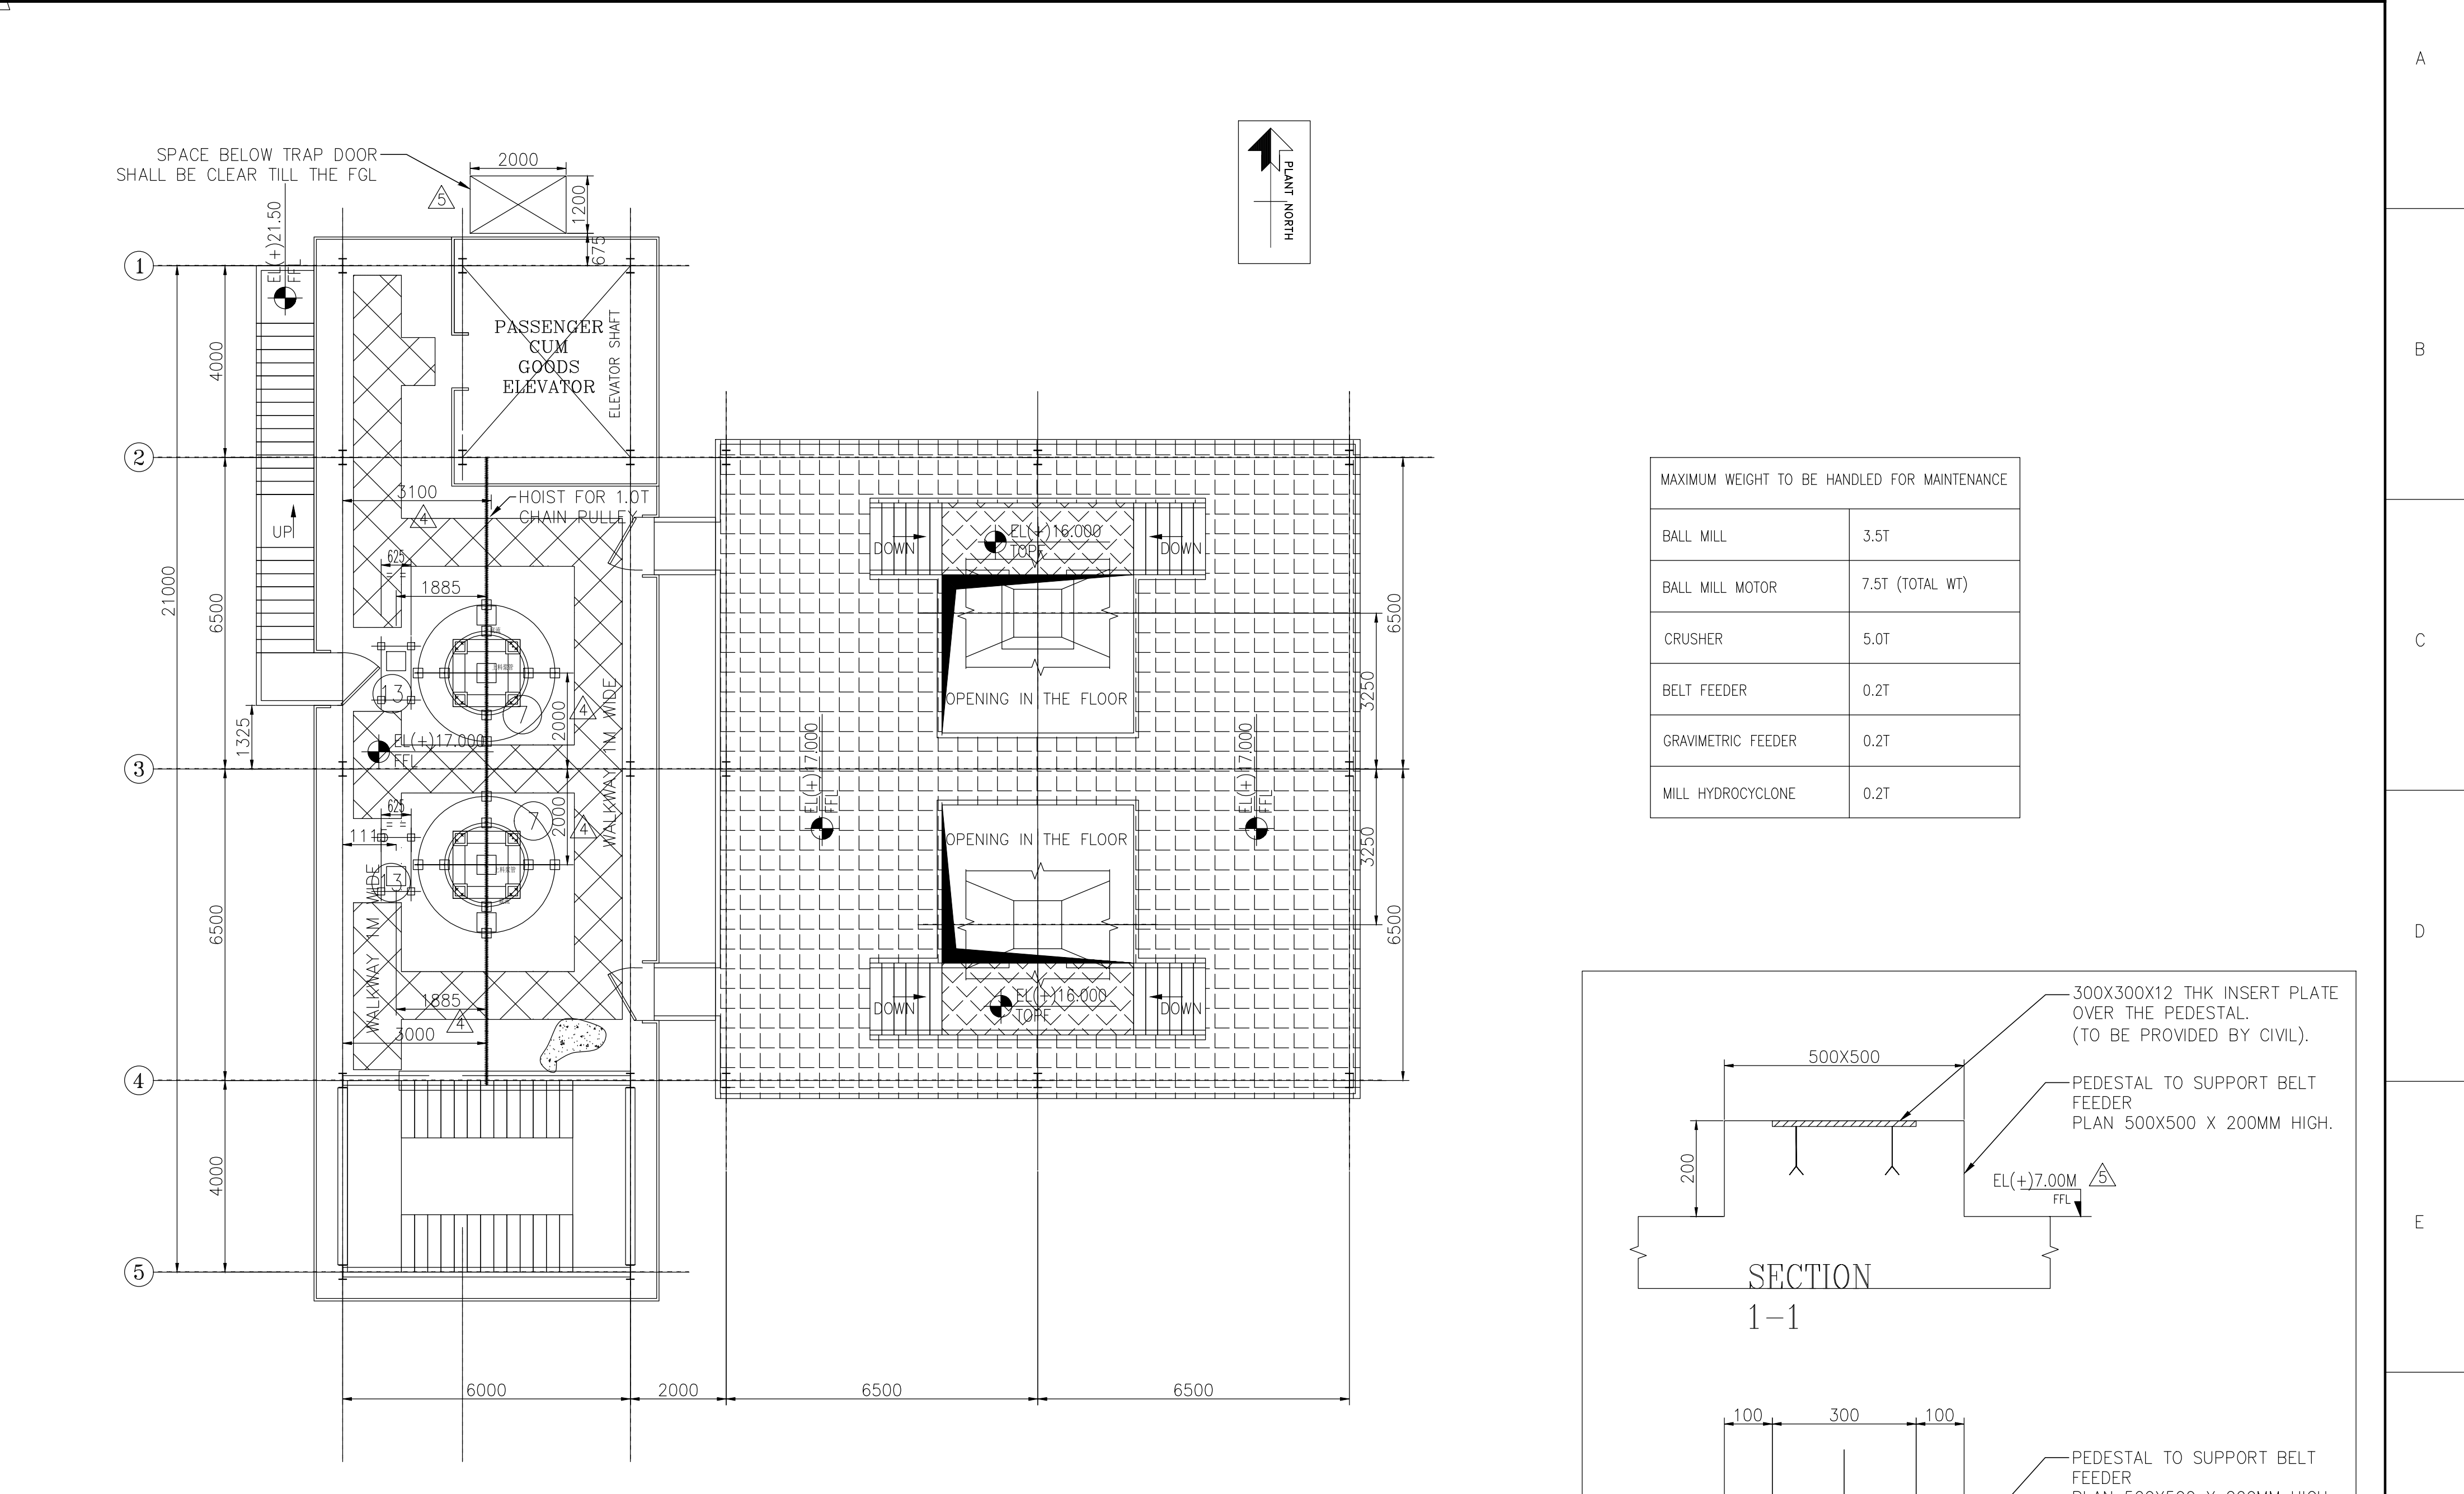 A
B
C
D
E
SPACE BELOW TRAP DOOR
SHALL BE CLEAR TILL THE FGL
2000
1200
675
5
EL(+)21.50
FFL
PLANT NORTH
1
2
3
4
5
21000
4000
6500
6500
4000
1325
PASSENGER
CUM
GOODS
ELEVATOR
ELEVATOR SHAFT
UP
3100
HOIST FOR 1.0T
CHAIN PULLEY
4
625
= =
1885
13
7
4
2000
EL(+)17.000
FFL
WALKWAY 1M WIDE
625
= =
1115
13
7
4
2000
WALKWAY 1M WIDE
1885
4
3000
DOWN
EL(+)16.000
TOPF
DOWN
OPENING IN THE FLOOR
EL(+)17.000
FFL
EL(+)17.000
FFL
OPENING IN THE FLOOR
DOWN
EL(+)16.000
TOPF
DOWN
6500
3250
3250
6500
6000
2000
6500
6500
MAXIMUM WEIGHT TO BE HANDLED FOR MAINTENANCE
BALL MILL 3.5T
BALL MILL MOTOR 7.5T (TOTAL WT)
CRUSHER 5.0T
BELT FEEDER 0.2T
GRAVIMETRIC FEEDER 0.2T
MILL HYDROCYCLONE 0.2T
300X300X12 THK INSERT PLATE
OVER THE PEDESTAL.
(TO BE PROVIDED BY CIVIL).
500X500
PEDESTAL TO SUPPORT BELT
FEEDER
PLAN 500X500 X 200MM HIGH.
200
EL(+)7.00M
FFL
5
SECTION
1-1
100
300
100
PEDESTAL TO SUPPORT BELT
FEEDER